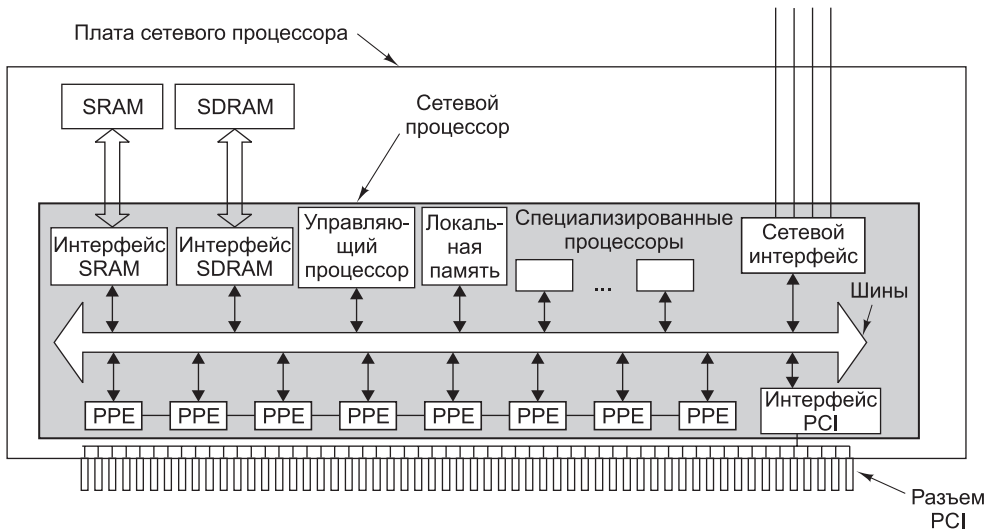 Плата сетевого процессора
SRAM
SDRAM
Сетевой
процессор
Интерфейс
SRAM
Интерфейс
SDRAM
Управляю-
щий
процессор
Локаль-
ная
память
Специализированные
процессоры
...
Сетевой
интерфейс
Шины
PPE
PPE
PPE
PPE
PPE
PPE
PPE
PPE
Интерфейс
PCI
Разъем
PCI